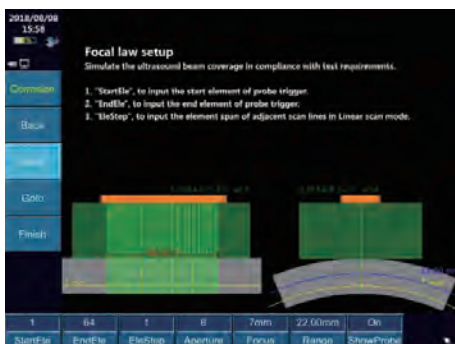 2018/08/08
15:58
Focal law setup
Simulate the ultrasound beam coverage in compliance with test requirements.
Corrosion
1. "StartEle", to input the start element of probe trigger.
2. "EndEle", to input the end element of probe trigger.
3. "EleStep", to input the element span of adjacent scan lines in Linear scan mode.
Back
Goto
Finish
1 64 1 8 7mm 22.00mm On
StartEle EndEle EleStep Aperture Focus Range ShowProbe